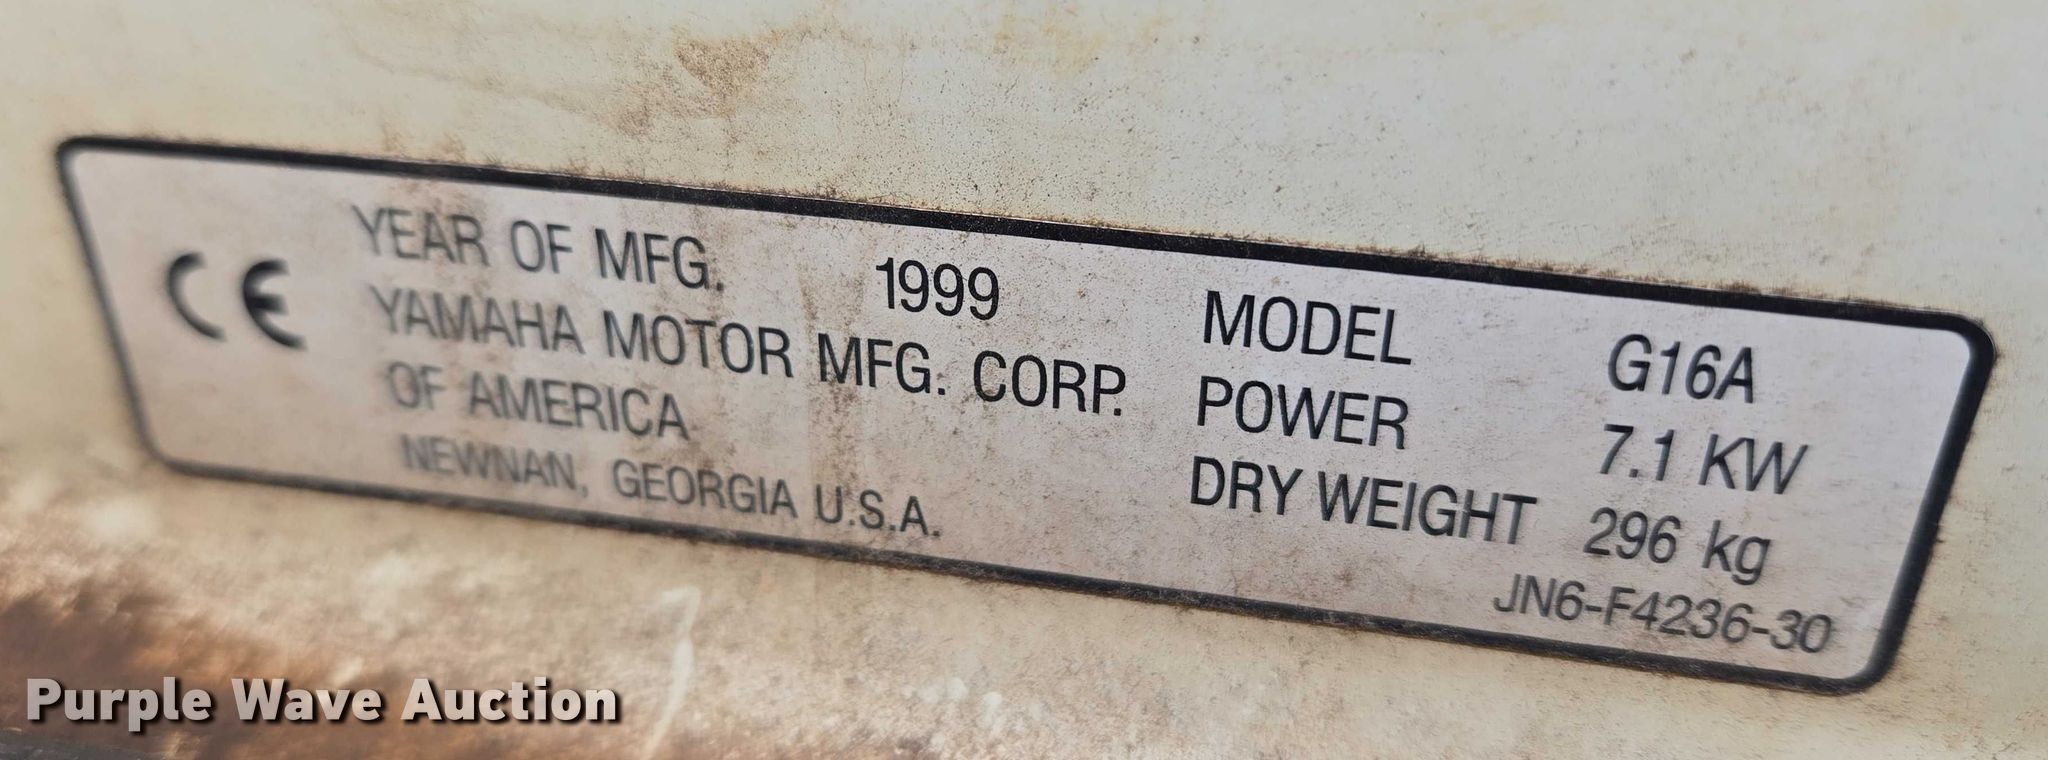 CE
YEAR OF MFG. 1999
YAMAHA MOTOR MFG. CORP.
OF AMERICA
NEWNAN, GEORGIA U.S.A.
MODEL G16A
POWER 7.1 KW
DRY WEIGHT 296 kg
JN6-F4236-30
Purple Wave Auction